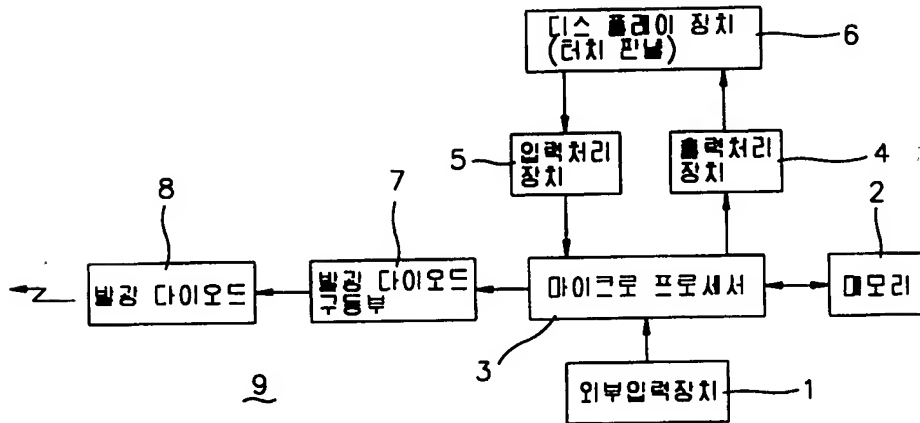 디스 플레이 장치
(터치 판넬)
6
5
입력처리
장치
출력처리
장치
4
8
7
2
발광 다이오드
발광 다이오드
구동부
마이크로 프로세서
메모리
3
9
외부입력장치
1